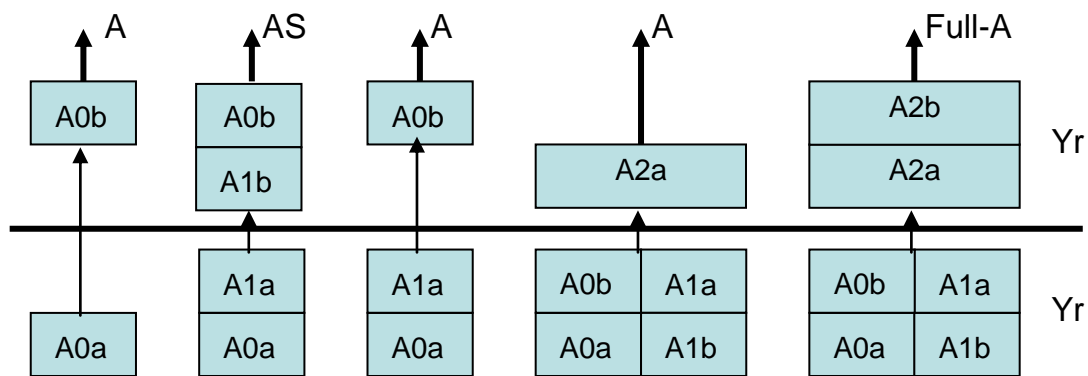 A AS A A Full-A
A0b A0b A0b A2b
Yr
A1b A2a A2a
A1a A1a A0b A1a A0b A1a
Yr
A0a A0a A0a A0a A1b A0a A1b